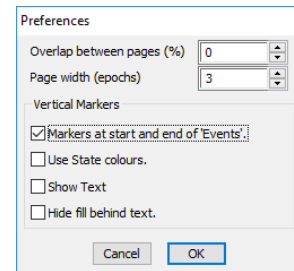 Preferences
Overlap between pages (%) 0
Page width (epochs) 3
Vertical Markers
Markers at start and end of 'Events'.
Use State colours.
Show Text
Hide fill behind text.
Cancel OK